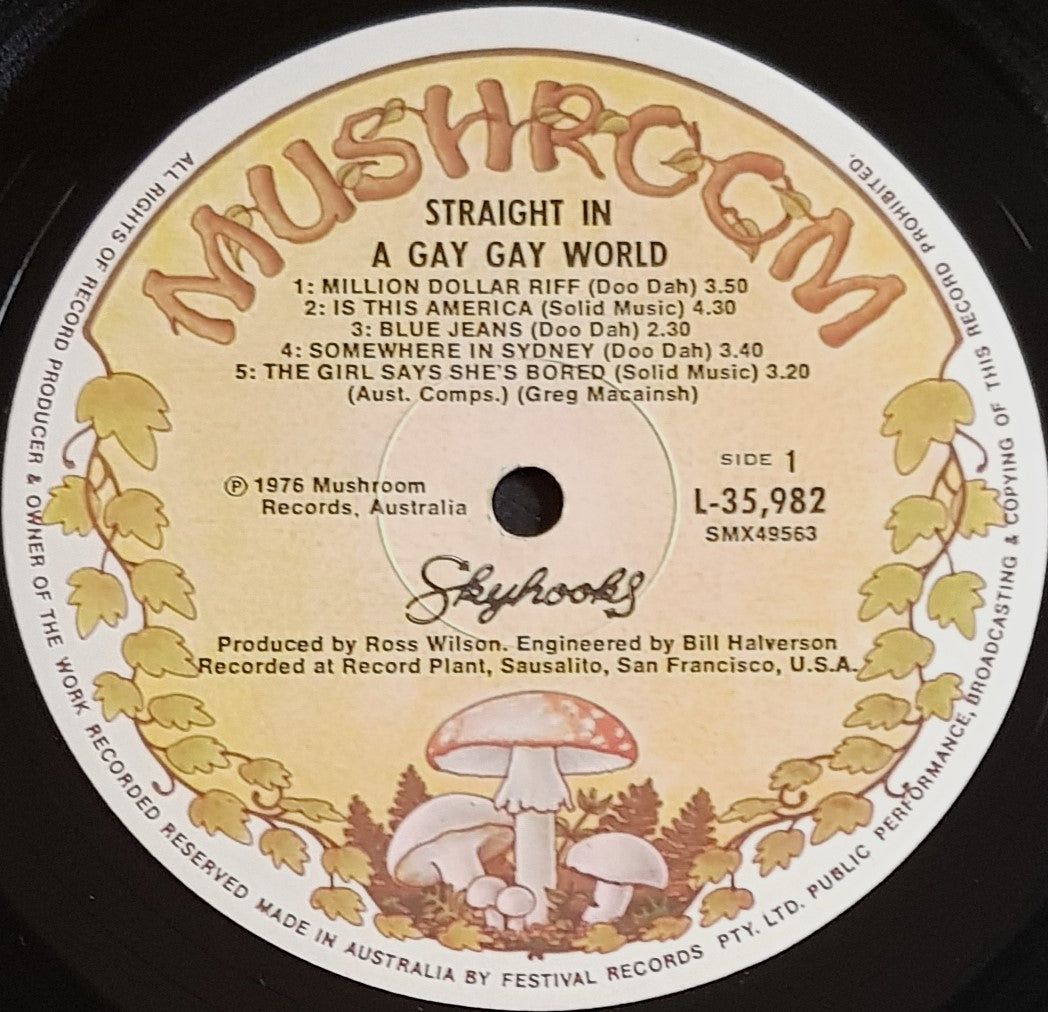 MUSHROOM
STRAIGHT IN
A GAY GAY WORLD
1: MILLION DOLLAR RIFF (Doo Dah) 3.50
2: IS THIS AMERICA (Solid Music) 4.30
3: BLUE JEANS (Doo Dah) 2.30
4: SOMEWHERE IN SYDNEY (Doo Dah) 3.40
5: THE GIRL SAYS SHE'S BORED (Solid Music) 3.20
(Aust. Comps.) (Greg Macainsh)
SIDE 1
L-35,982
SMX49563
Ⓟ 1976 Mushroom
Records, Australia
Skyhooks
Produced by Ross Wilson. Engineered by Bill Halverson
Recorded at Record Plant, Sausalito, San Francisco, U.S.A.
ALL RIGHTS OF RECORD PRODUCER & OWNER OF THE WORK RECORDED RESERVED MADE IN AUSTRALIA BY FESTIVAL RECORDS PTY. LTD. PUBLIC PERFORMANCE, BROADCASTING & COPYING OF THIS RECORD PROHIBITED.